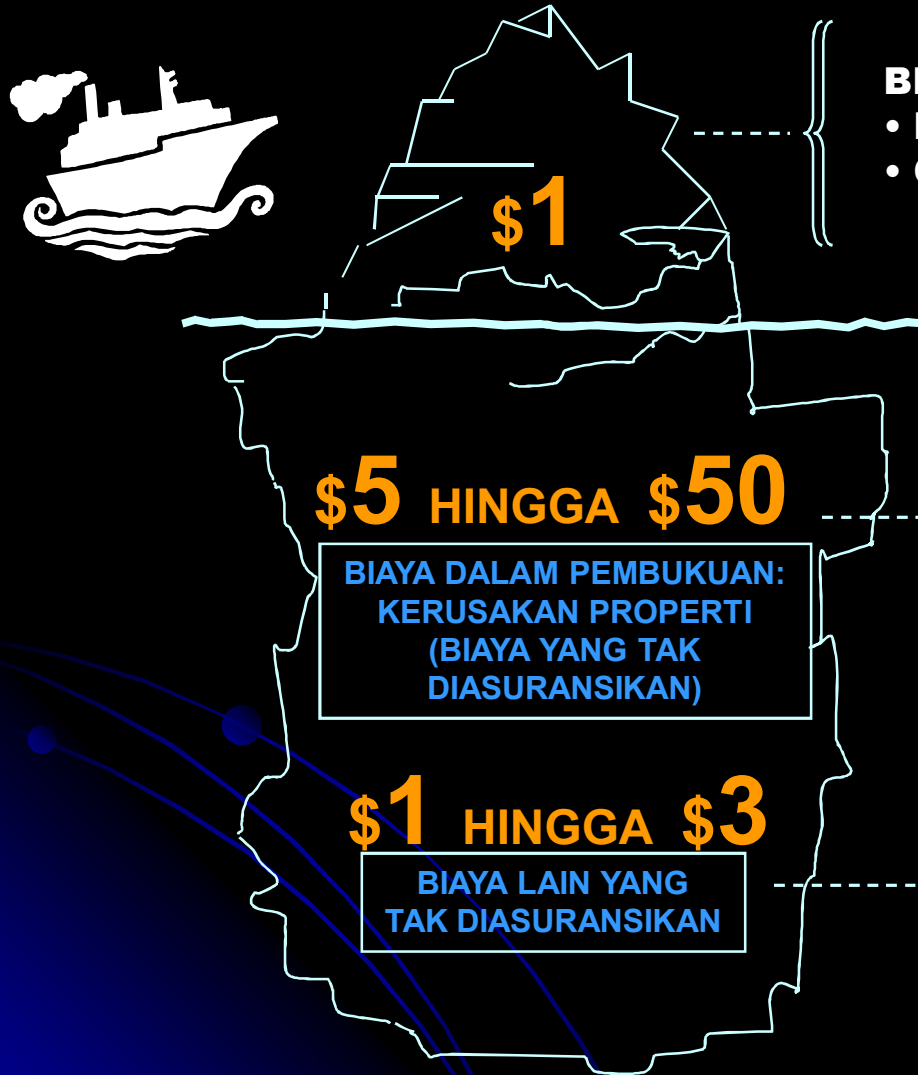 $1
$5 HINGGA $50
BIAYA DALAM PEMBUKUAN:
KERUSAKAN PROPERTI
(BIAYA YANG TAK
DIASURANSIKAN)
$1 HINGGA $3
BIAYA LAIN YANG
TAK DIASURANSIKAN